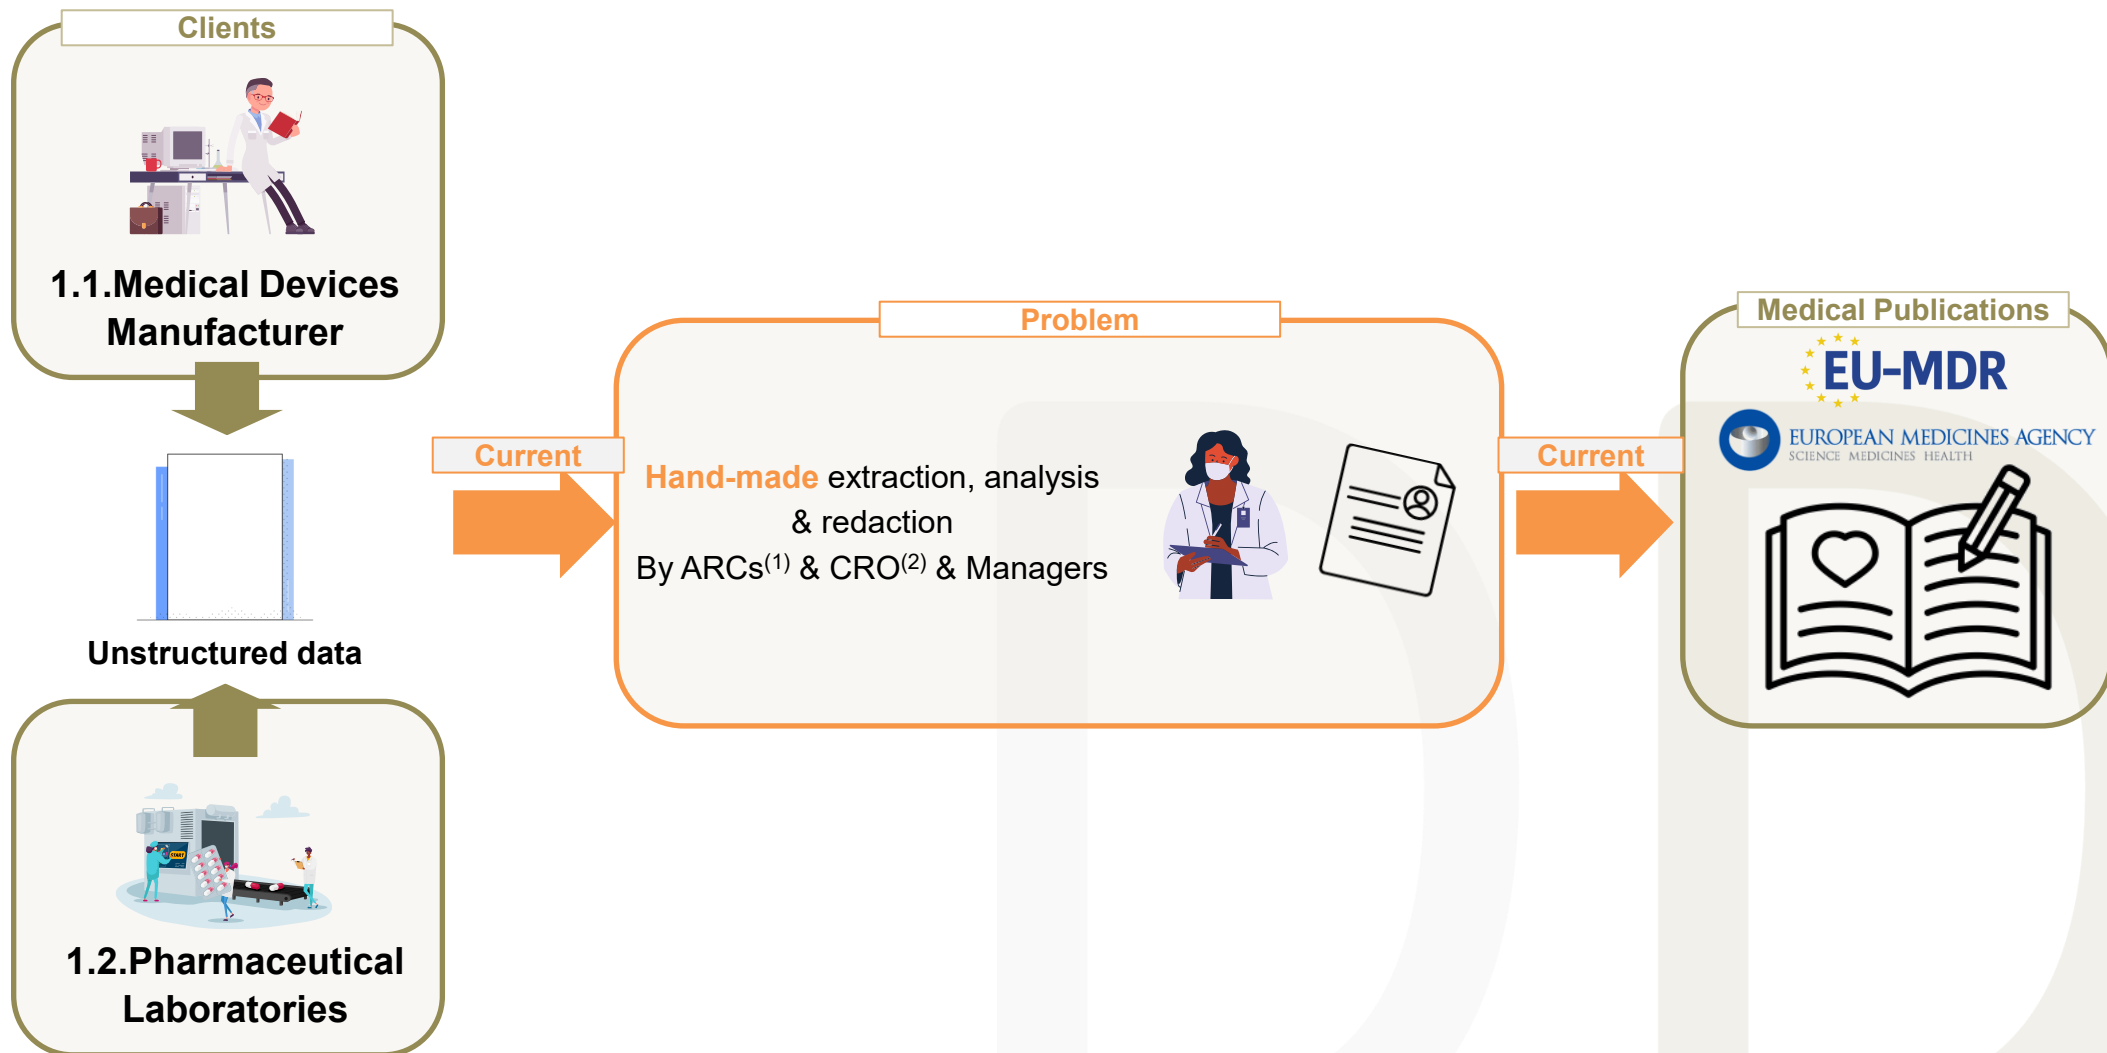 Clients
1.1.Medical Devices
Manufacturer
Unstructured data
START
1.2.Pharmaceutical
Laboratories
Current
Problem
Hand-made extraction, analysis
& redaction
By ARCs(1) & CRO(2) & Managers
Current
Medical Publications
EU-MDR
EUROPEAN MEDICINES AGENCY
SCIENCE MEDICINES HEALTH